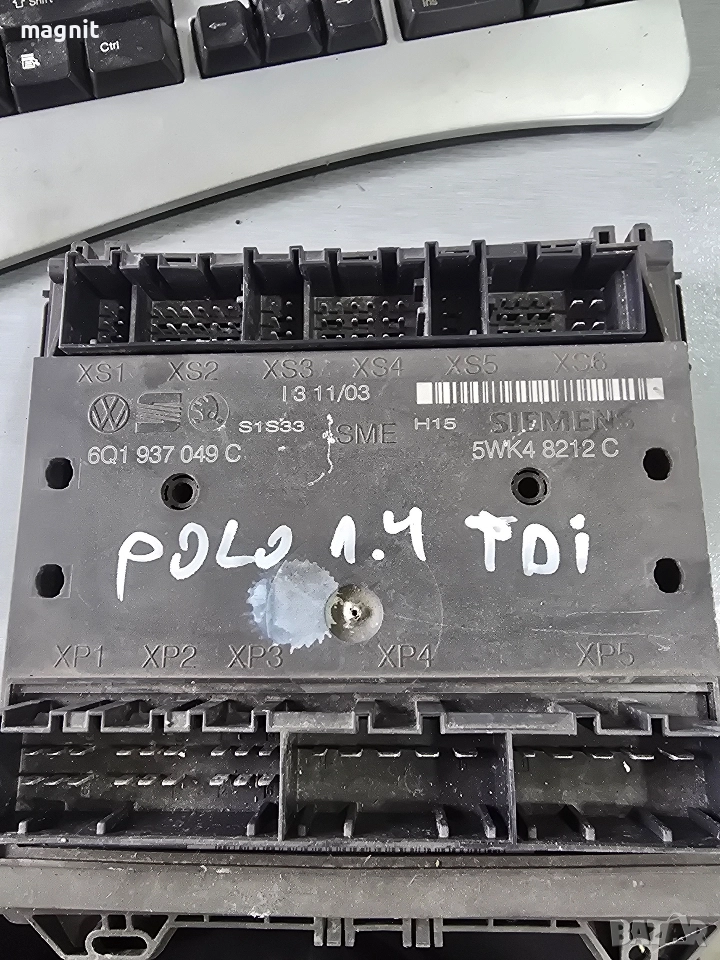 Shift
magnit
Ctrl
Ins
XS1 XS2 XS3 XS4 XS5 XS6
I 3 11/03
S1S33 SME H15 SIEMENS
6Q1 937 049 C 5WK4 8212 C
POLO 1.4 TDi
XP1 XP2 XP3 XP4 XP5
BAZAR